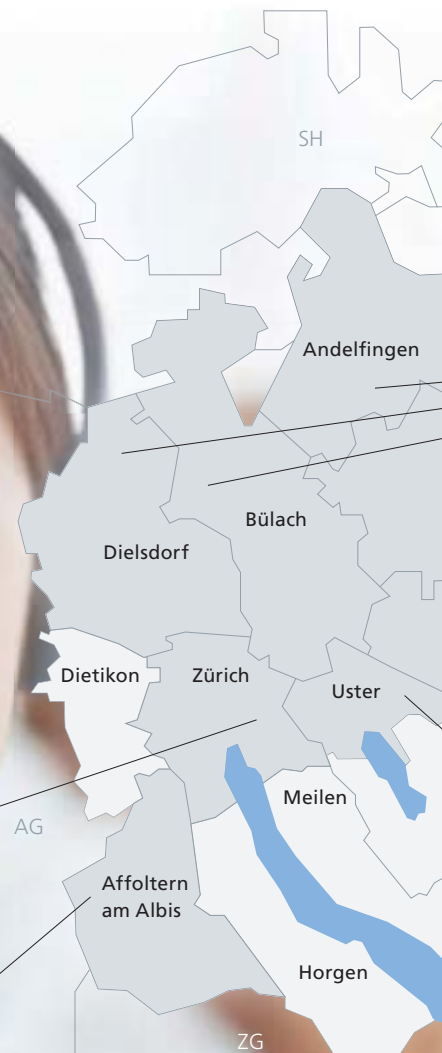 SH
Andelfingen
Bülach
Dielsdorf
Dietikon
Zürich
Uster
Meilen
AG
Affoltern
am Albis
Horgen
ZG